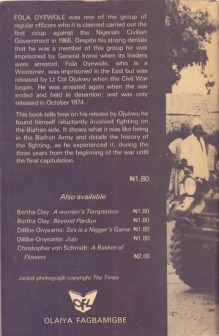 FOLA OYEWOLE was one of the group of
regular officers who it is claimed carried out the
first coup against the Nigerian Civilian
Government in 1966. Despite his strong denials
that he was a member of this group he was
imprisoned by General Ironsi when its leaders
were arrested. Fola Oyewole, who is a
Westerner, was imprisoned in the East but was
released by Lt Col Ojukwu when the Civil War
began. He was arrested again when the war
ended and held in detention; and was only
released in October 1974.
This book tells how on his release by Ojukwu he
found himself reluctantly involved fighting on
the Biafran side. It shows what it was like being
in the Biafran Army and details the history of
the fighting, as he experienced it, during the
three years from the beginning of the war until
the final capitulation.
₦1.80
Also available
Bertha Clay: A woman's Temptation ₦1.80
Bertha Clay: Beyond Pardon ₦1.80
Dillibe Onyeama: Sex is a Nigger's Game ₦1.80
Dillibe Onyeama: Juju ₦1.80
Christopher von Schmidt: A Basket of
Flowers ₦2.00
Jacket photograph copyright The Times
OLAIYA FAGBAMIGBE